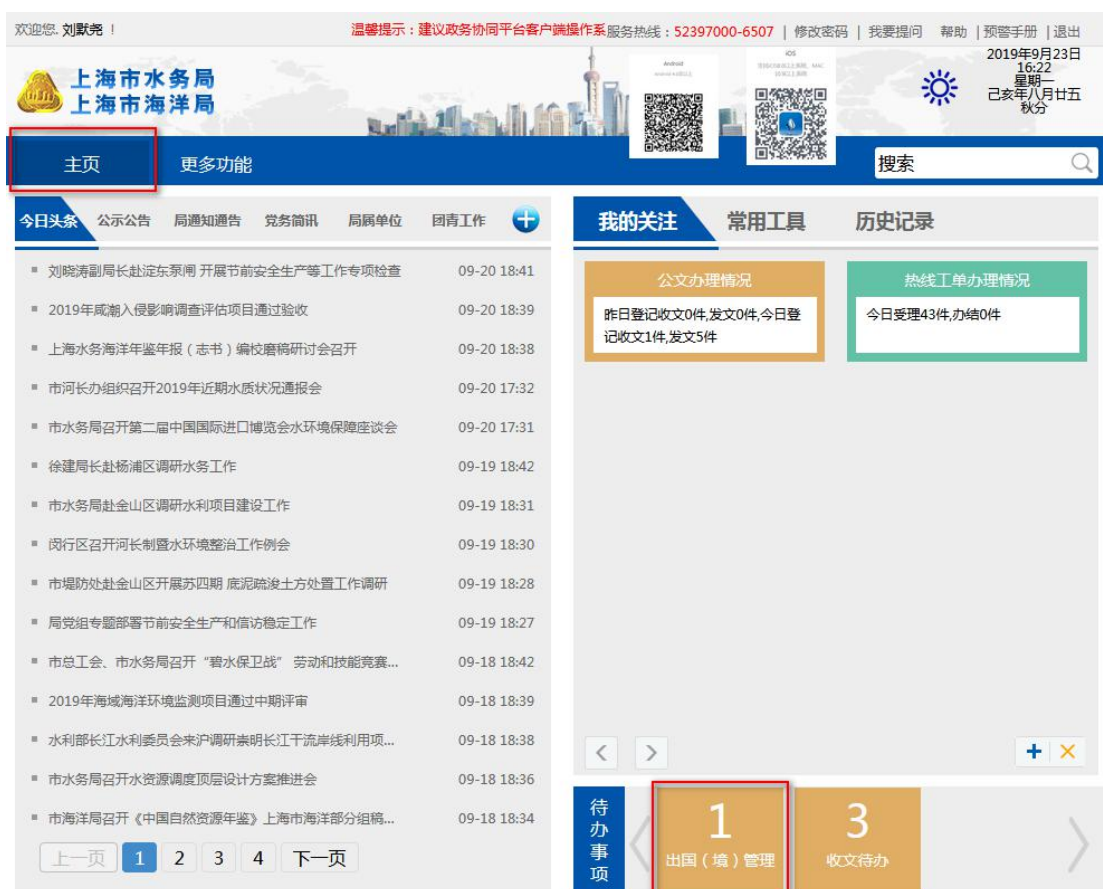 欢迎您. 刘默尧 !
温馨提示：建议政务协同平台客户端操作系服务热线：52397000-6507 | 修改密码 | 我要提问 帮助 | 预警手册 | 退出
上海市水务局
上海市海洋局
Android
iOS
2019年9月23日
16:22
星期一
己亥年八月廿五
秋分
主页
更多功能
搜索
今日头条 公示公告 局通知通告 党务简讯 局属单位 团青工作
刘晓涛副局长赴淀东泵闸 开展节前安全生产等工作专项检查 09-20 18:41
2019年咸潮入侵影响调查评估项目通过验收 09-20 18:39
上海水务海洋年鉴年报（志书）编校磨稿研讨会召开 09-20 18:38
市河长办组织召开2019年近期水质状况通报会 09-20 17:32
市水务局召开第二届中国国际进口博览会水环境保障座谈会 09-20 17:31
徐建局长赴杨浦区调研水务工作 09-19 18:42
市水务局赴金山区调研水利项目建设工作 09-19 18:31
闵行区召开河长制暨水环境整治工作例会 09-19 18:30
市堤防处赴金山区开展苏四期 底泥疏浚土方处置工作调研 09-19 18:28
局党组专题部署节前安全生产和信访稳定工作 09-19 18:27
市总工会、市水务局召开“碧水保卫战” 劳动和技能竞赛... 09-18 18:42
2019年海域海洋环境监测项目通过中期评审 09-18 18:39
水利部长江水利委员会来沪调研崇明长江干流岸线利用项... 09-18 18:38
市水务局召开水资源调度顶层设计方案推进会 09-18 18:36
市海洋局召开《中国自然资源年鉴》上海市海洋部分组稿... 09-18 18:34
上一页 1 2 3 4 下一页
我的关注 常用工具 历史记录
公文办理情况
昨日登记收文0件,发文0件,今日登
记收文1件,发文5件
热线工单办理情况
今日受理43件,办结0件
待办事项
1
出国（境）管理
3
收文待办